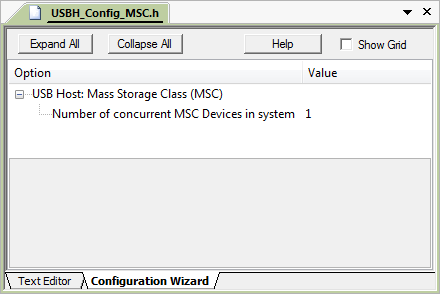 USBH_Config_MSC.h
Expand All Collapse All Help Show Grid
Option Value
USB Host: Mass Storage Class (MSC)
Number of concurrent MSC Devices in system 1
Text Editor Configuration Wizard